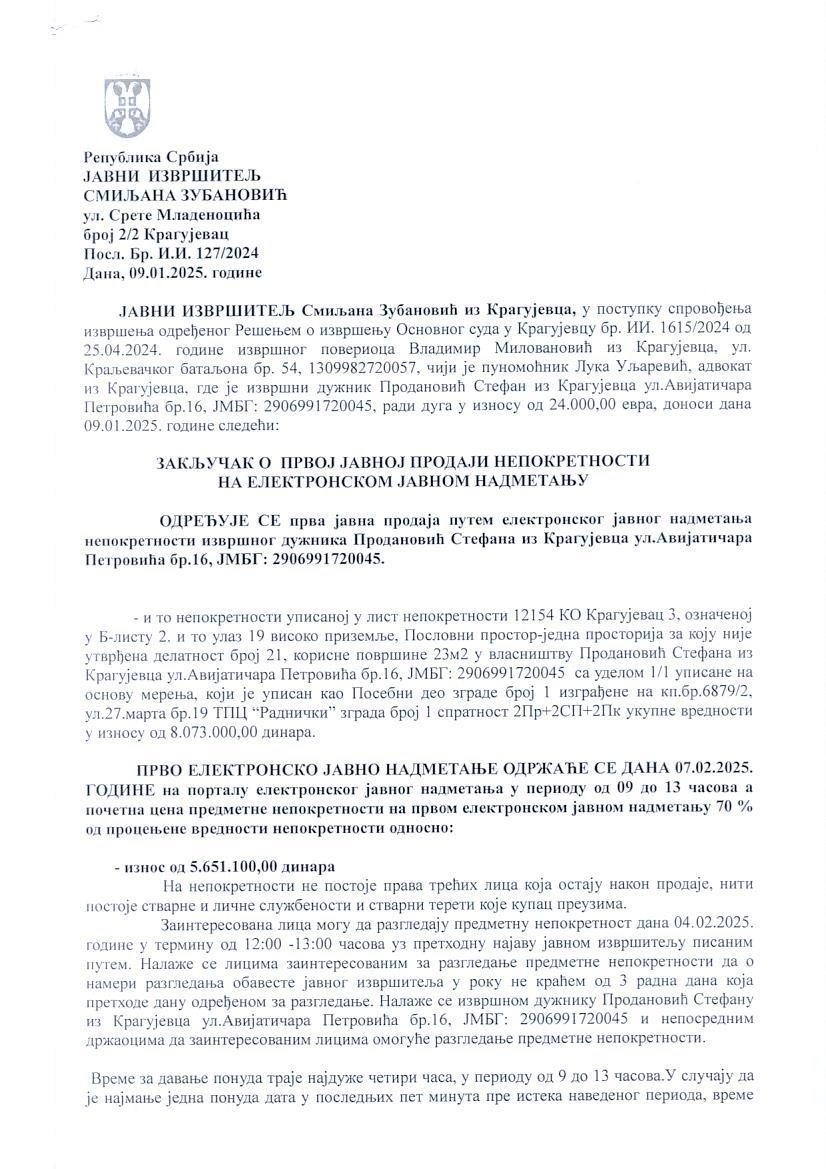 Република Србија
ЈАВНИ ИЗВРШИТЕЉ
СМИЉАНА ЗУБАНОВИЋ
ул. Срете Младеноцића
број 2/2 Крагујевац
Посл. Бр. И.И. 127/2024
Дана, 09.01.2025. године
ЈАВНИ ИЗВРШИТЕЉ Смиљана Зубановић из Крагујевца, у поступку спровођења
извршења одређеног Решењем о извршењу Основног суда у Крагујевцу бр. ИИ. 1615/2024 од
25.04.2024. године извршног повериоца Владимир Миловановић из Крагујевца, ул.
Краљевачког батаљона бр. 54, 1309982720057, чији је пуномоћник Лука Уљаревић, адвокат
из Крагујевца, где је извршни дужник Продановић Стефан из Крагујевца ул.Авијатичара
Петровића бр.16, ЈМБГ: 2906991720045, ради дуга у износу од 24.000,00 евра, доноси дана
09.01.2025. године следећи:
ЗАКЉУЧАК О ПРВОЈ ЈАВНОЈ ПРОДАЈИ НЕПОКРЕТНОСТИ
НА ЕЛЕКТРОНСКОМ ЈАВНОМ НАДМЕТАЊУ
ОДРЕЂУЈЕ СЕ прва јавна продаја путем електронског јавног надметања
непокретности извршног дужника Продановић Стефана из Крагујевца ул.Авијатичара
Петровића бр.16, ЈМБГ: 2906991720045.
- и то непокретности уписаној у лист непокретности 12154 КО Крагујевац 3, означеној
у Б-листу 2. и то улаз 19 високо приземље, Пословни простор-једна просторија за коју није
утврђена делатност број 21, корисне површине 23м2 у власништву Продановић Стефана из
Крагујевца ул.Авијатичара Петровића бр.16, ЈМБГ: 2906991720045 са уделом 1/1 уписане на
основу мерења, који је уписан као Посебни део зграде број 1 изграђене на кп.бр.6879/2,
ул.27.марта бр.19 ТПЦ “Раднички” зграда број 1 спратност 2Пр+2СП+2Пк укупне вредности
у износу од 8.073.000,00 динара.
ПРВО ЕЛЕКТРОНСКО ЈАВНО НАДМЕТАЊЕ ОДРЖАЋЕ СЕ ДАНА 07.02.2025.
ГОДИНЕ на порталу електронског јавног надметања у периоду од 09 до 13 часова а
почетна цена предметне непокретности на првом електронском јавном надметању 70 %
од процењене вредности непокретности односно:
- износ од 5.651.100,00 динара
На непокретности не постоје права трећих лица која остају након продаје, нити
постоје стварне и личне службености и стварни терети које купац преузима.
Заинтересована лица могу да разгледају предметну непокретност дана 04.02.2025.
године у термину од 12:00 -13:00 часова уз претходну најаву јавном извршитељу писаним
путем. Налаже се лицима заинтересованим за разгледање предметне непокретности да о
намери разгледања обавесте јавног извршитеља у року не краћем од 3 радна дана која
претходе дану одређеном за разгледање. Налаже се извршном дужнику Продановић Стефану
из Крагујевца ул.Авијатичара Петровића бр.16, ЈМБГ: 2906991720045 и непосредним
држаоцима да заинтересованим лицима омогуће разгледање предметне непокретности.
Време за давање понуда траје најдуже четири часа, у периоду од 9 до 13 часова.У случају да
је најмање једна понуда дата у последњих пет минута пре истека наведеног периода, време